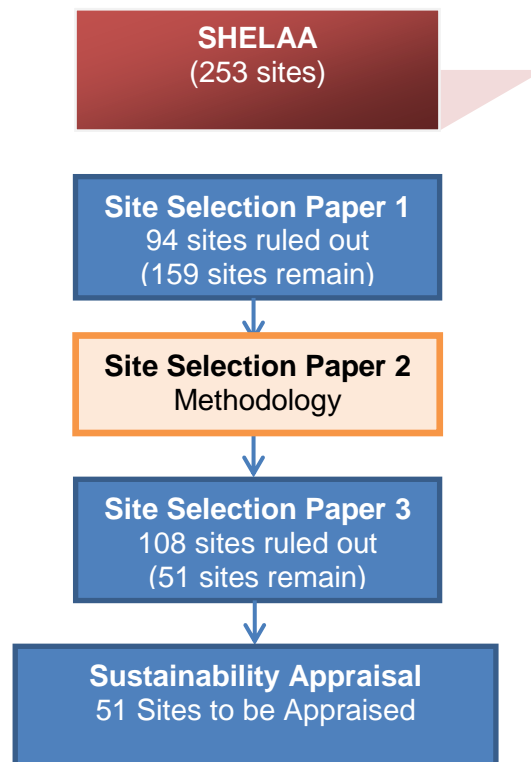 SHELAA
(253 sites)
Site Selection Paper 1
94 sites ruled out
(159 sites remain)
Site Selection Paper 2
Methodology
Site Selection Paper 3
108 sites ruled out
(51 sites remain)
Sustainability Appraisal
51 Sites to be Appraised